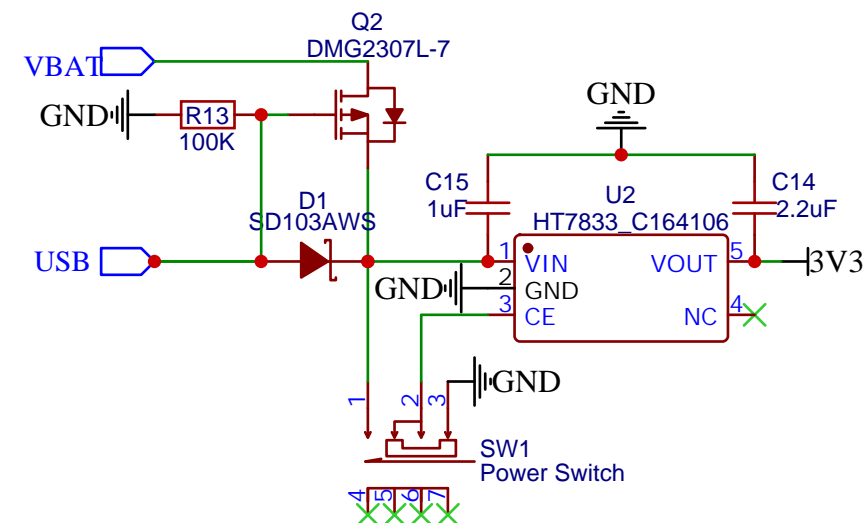 Q2
DMG2307L-7
VBAT
GND
R13
100K
GND
C15
1uF
U2
HT7833_C164106
C14
2.2uF
D1
SD103AWS
USB
1
VIN
VOUT
5
3V3
GND
2
GND
3
CE
NC
4
1
2
3
GND
SW1
Power Switch
4
5
6
7